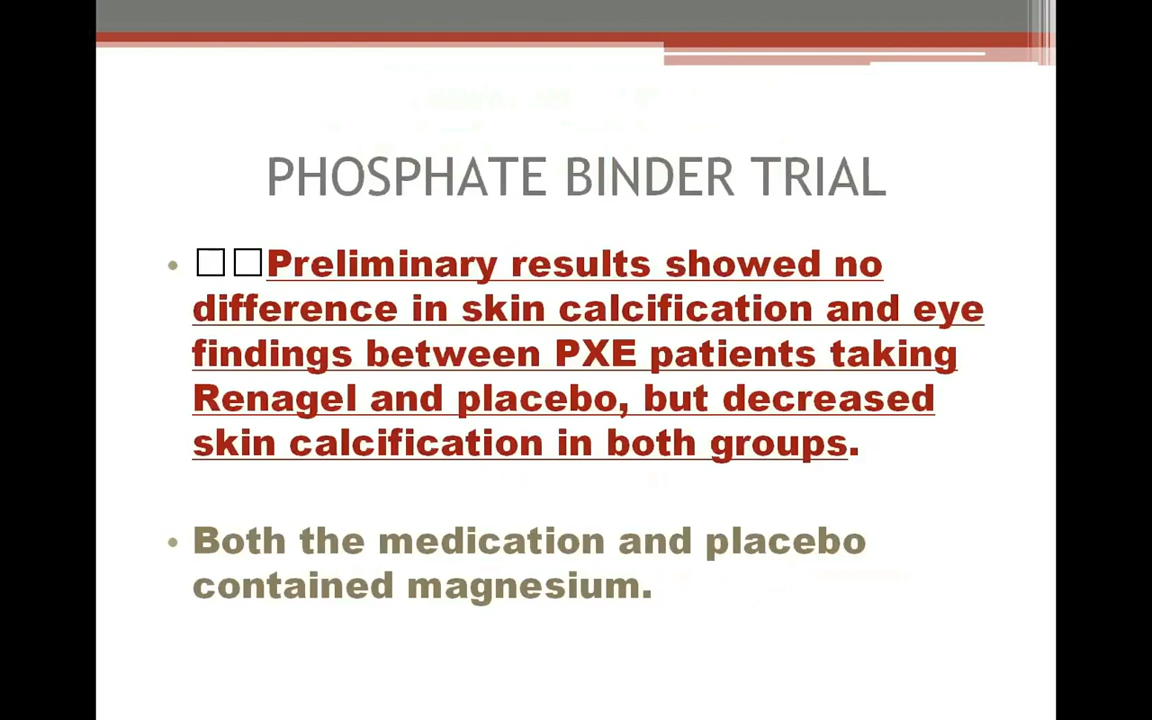 PHOSPHATE BINDER TRIAL
• □□Preliminary results showed no
difference in skin calcification and eye
findings between PXE patients taking
Renagel and placebo, but decreased
skin calcification in both groups.
• Both the medication and placebo
contained magnesium.